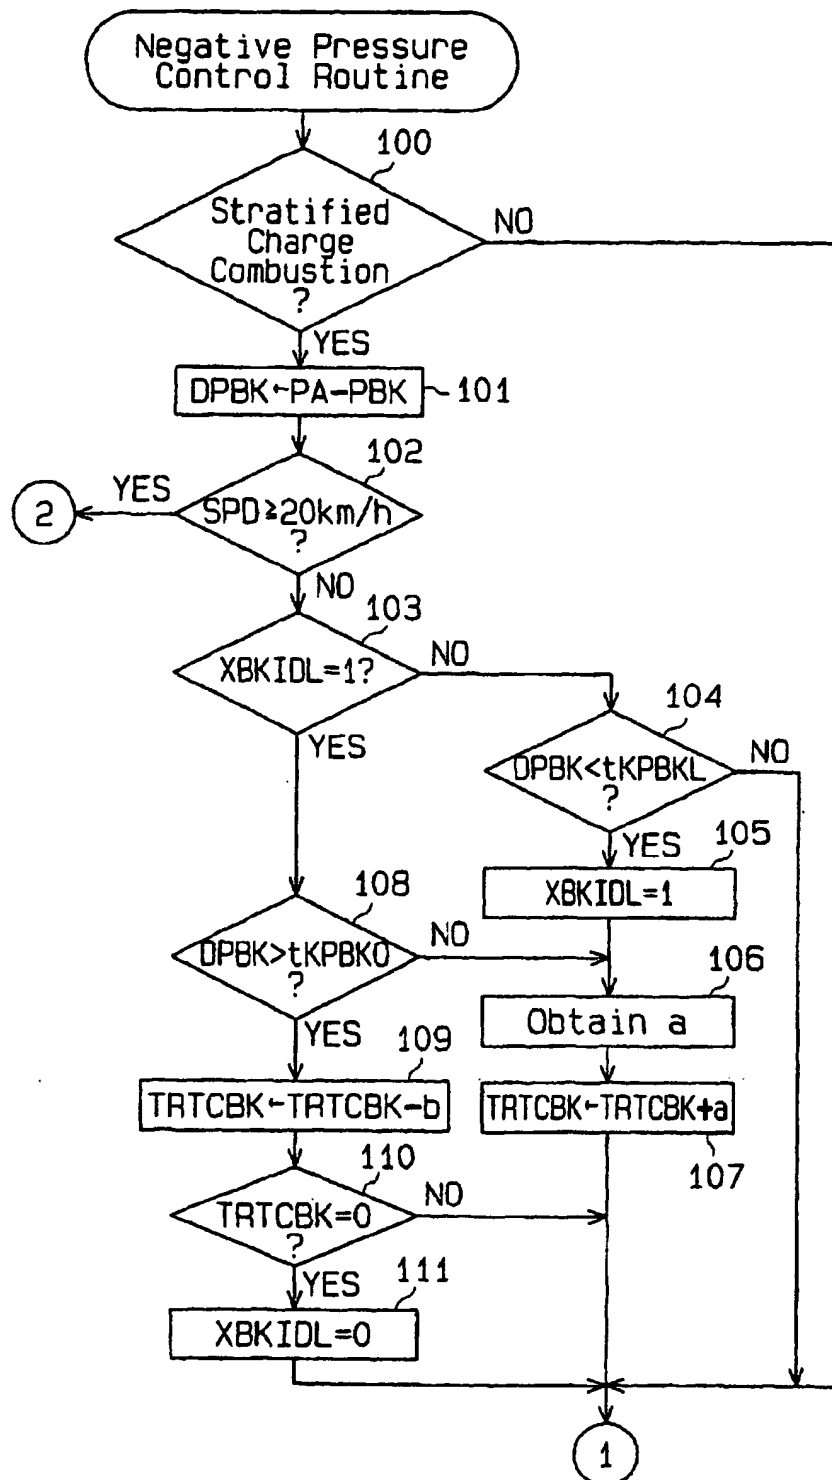 Negative Pressure
Control Routine
100
Stratified
Charge
Combustion
?
NO
YES
DPBK←PA-PBK
101
102
YES
2
SPD≧20km/h
?
NO
103
XBKIDL=1?
NO
104
YES
DPBK<tKPBKL
?
NO
YES
105
XBKIDL=1
108
DPBK>tKPBKO
?
NO
106
Obtain a
YES
109
TRTCBK←TRTCBK-b
TRTCBK←TRTCBK+a
107
110
TRTCBK=0
?
NO
YES
111
XBKIDL=0
1